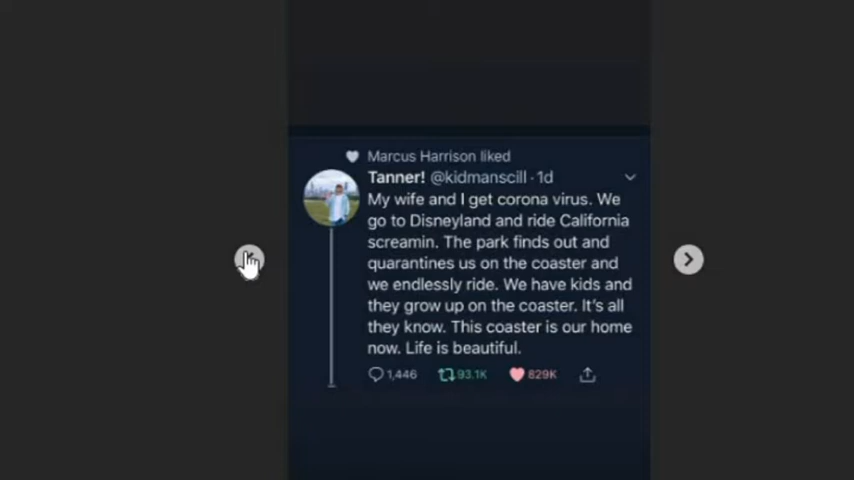 Marcus Harrison liked
Tanner! @kidmanscill · 1d
My wife and I get corona virus. We
go to Disneyland and ride California
screamin. The park finds out and
quarantines us on the coaster and
we endlessly ride. We have kids and
they grow up on the coaster. It's all
they know. This coaster is our home
now. Life is beautiful.
1,446 93.1K 829K